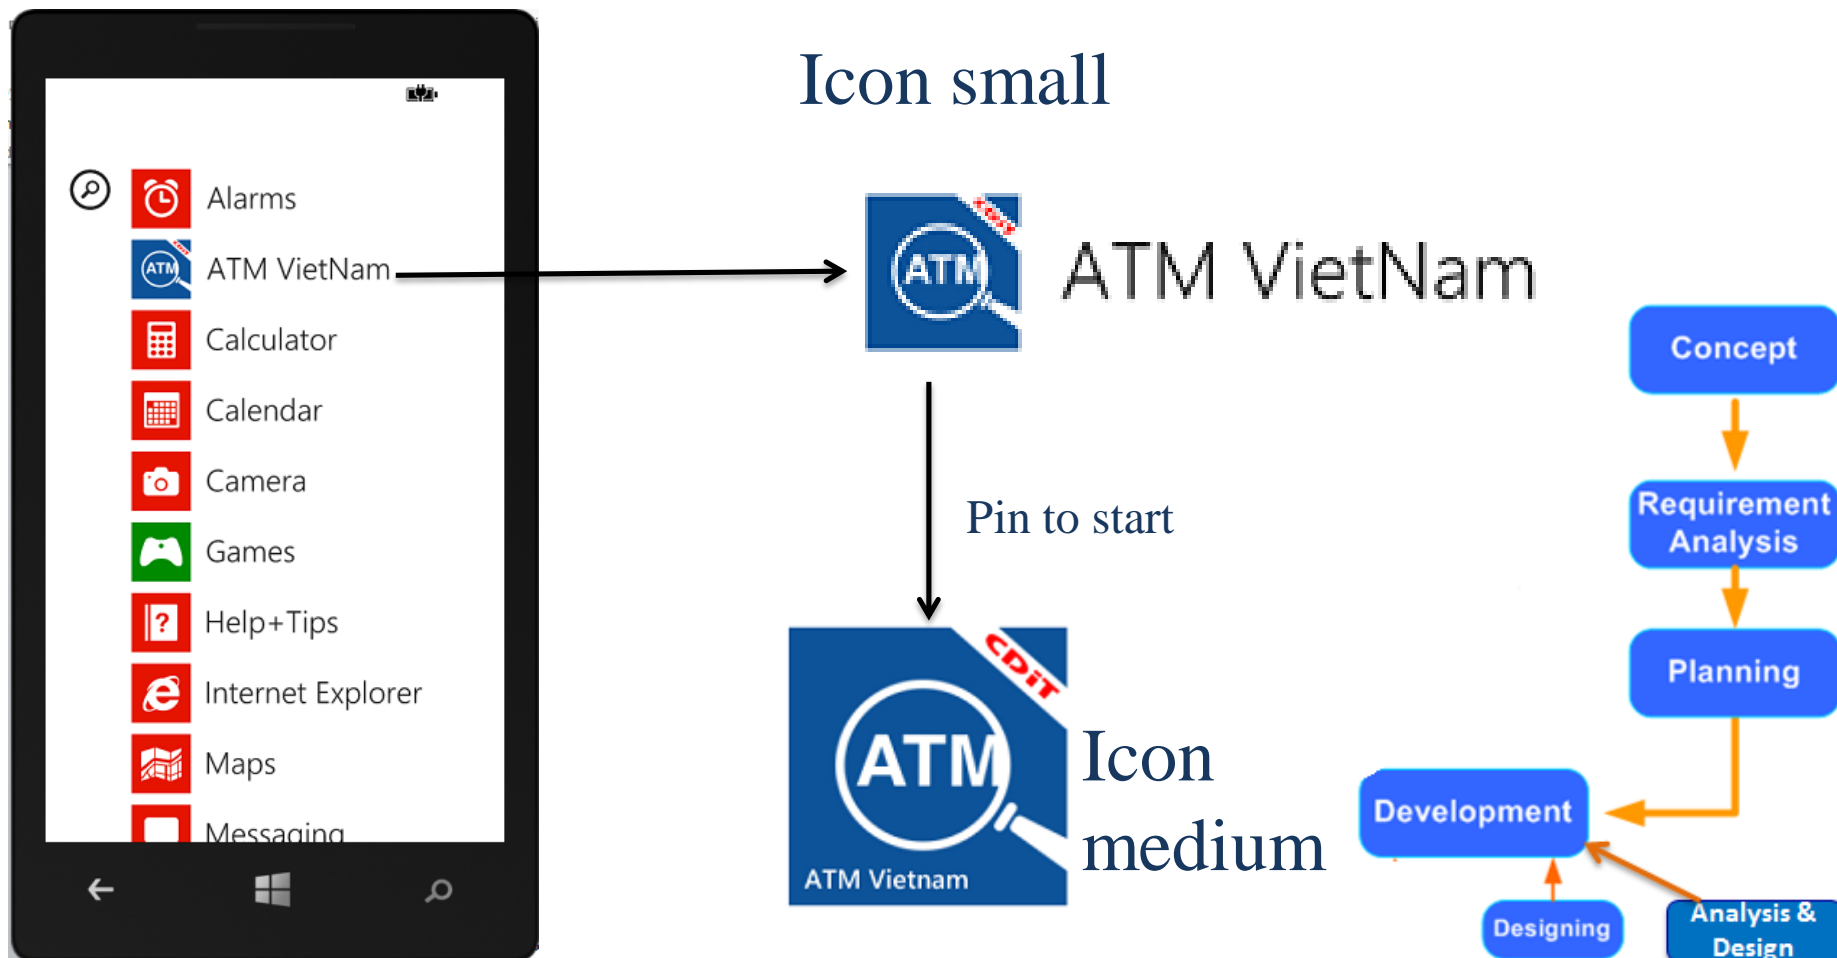 Icon small
Alarms
ATM VietNam
Calculator
Calendar
Camera
Games
Help+Tips
Internet Explorer
Maps
Messaging
ATM
ATM
ATM VietNam
Pin to start
CDiT
ATM
ATM Vietnam
Icon
medium
Concept
Requirement
Analysis
Planning
Development
Designing
Analysis &
Design